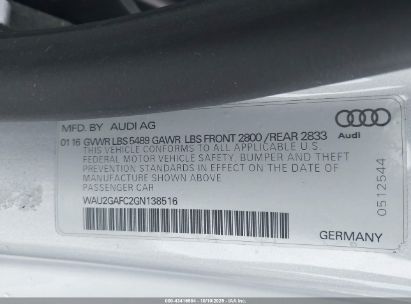 MFD. BY AUDI AG
01 16 GVWR LBS 5489 GAWR LBS FRONT 2800 / REAR 2833
THIS VEHICLE CONFORMS TO ALL APPLICABLE U.S.
FEDERAL MOTOR VEHICLE SAFETY, BUMPER AND THEFT
PREVENTION STANDARDS IN EFFECT ON THE DATE OF
MANUFACTURE SHOWN ABOVE.
PASSENGER CAR
WAU2GAFC2GN138516
Audi
0512544
GERMANY